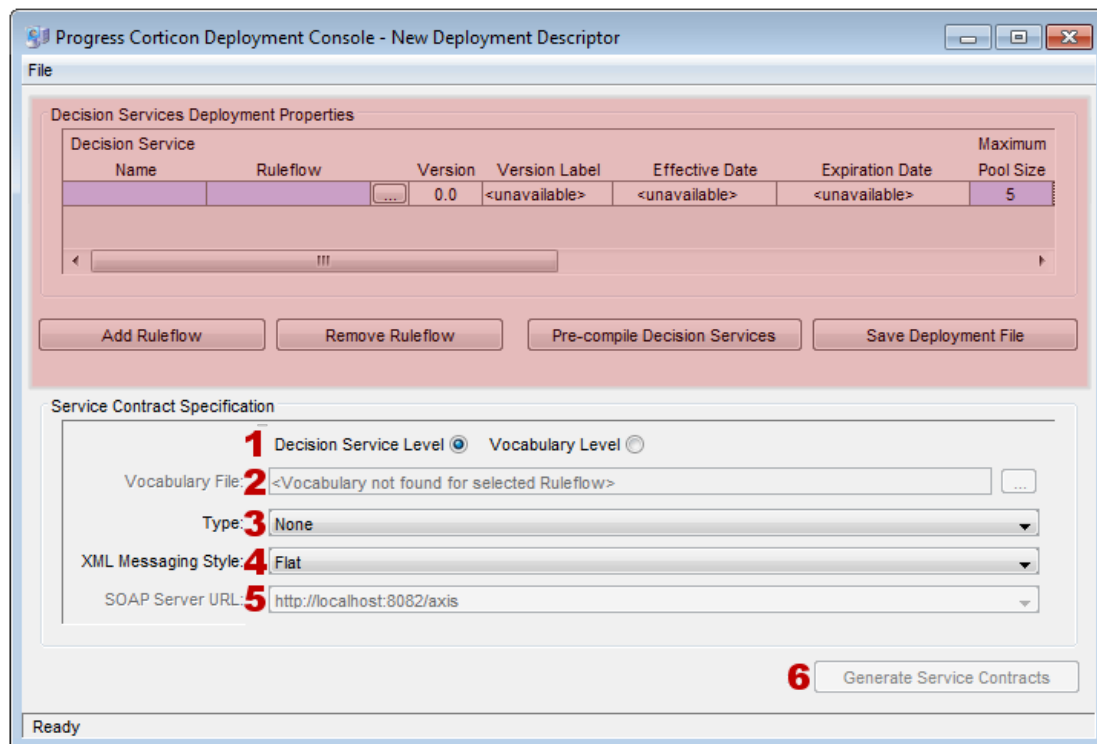 Progress Corticon Deployment Console - New Deployment Descriptor
File
Decision Services Deployment Properties
Decision Service Maximum
Name Ruleflow Version Version Label Effective Date Expiration Date Pool Size
... 0.0 <unavailable> <unavailable> <unavailable> 5
Add Ruleflow Remove Ruleflow Pre-compile Decision Services Save Deployment File
Service Contract Specification
1 Decision Service Level Vocabulary Level
Vocabulary File: 2 <Vocabulary not found for selected Ruleflow> ...
Type: 3 None
XML Messaging Style: 4 Flat
SOAP Server URL: 5 http://localhost:8082/axis
6 Generate Service Contracts
Ready